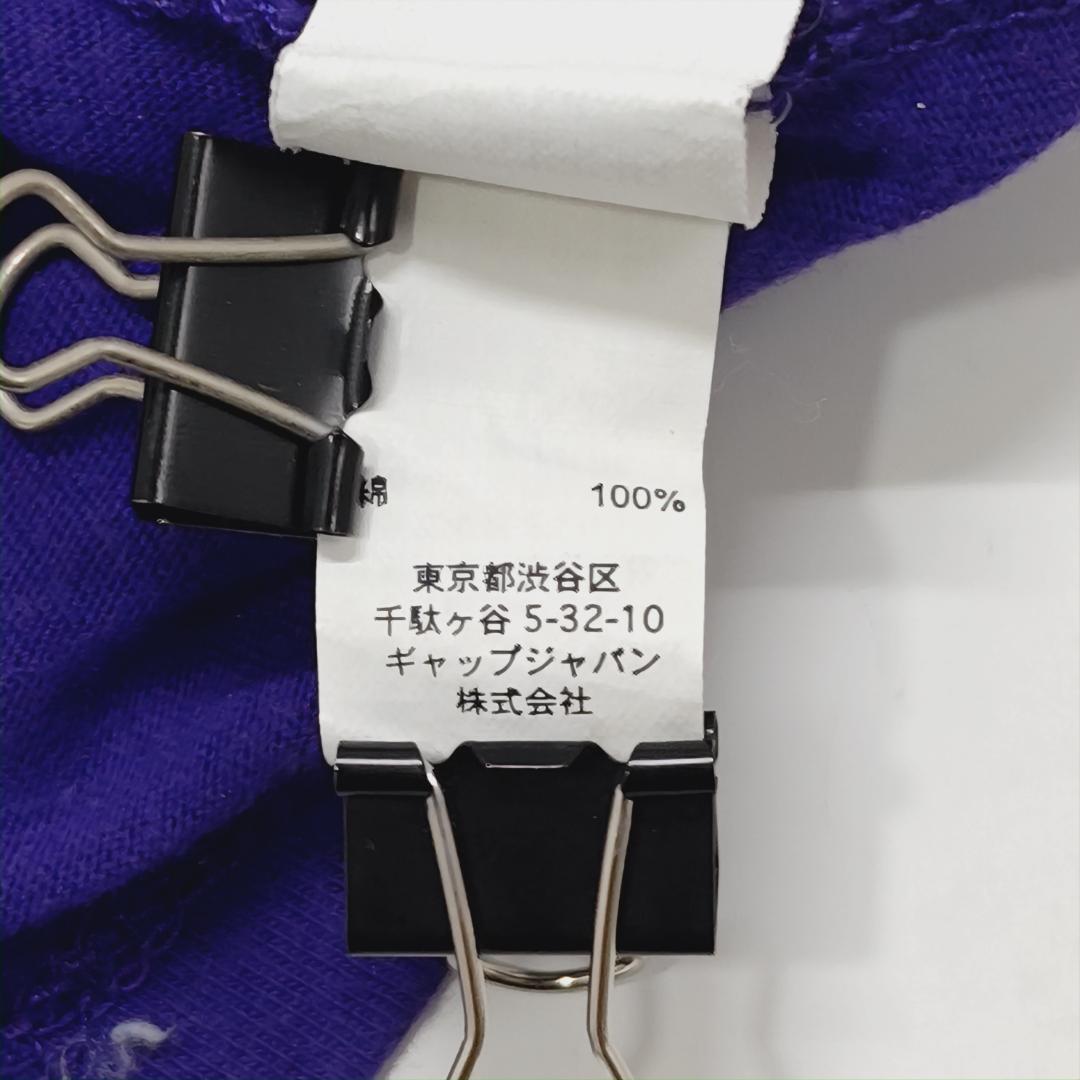 綿 100%
東京都渋谷区
千駄ヶ谷 5-32-10
ギャップジャパン
株式会社